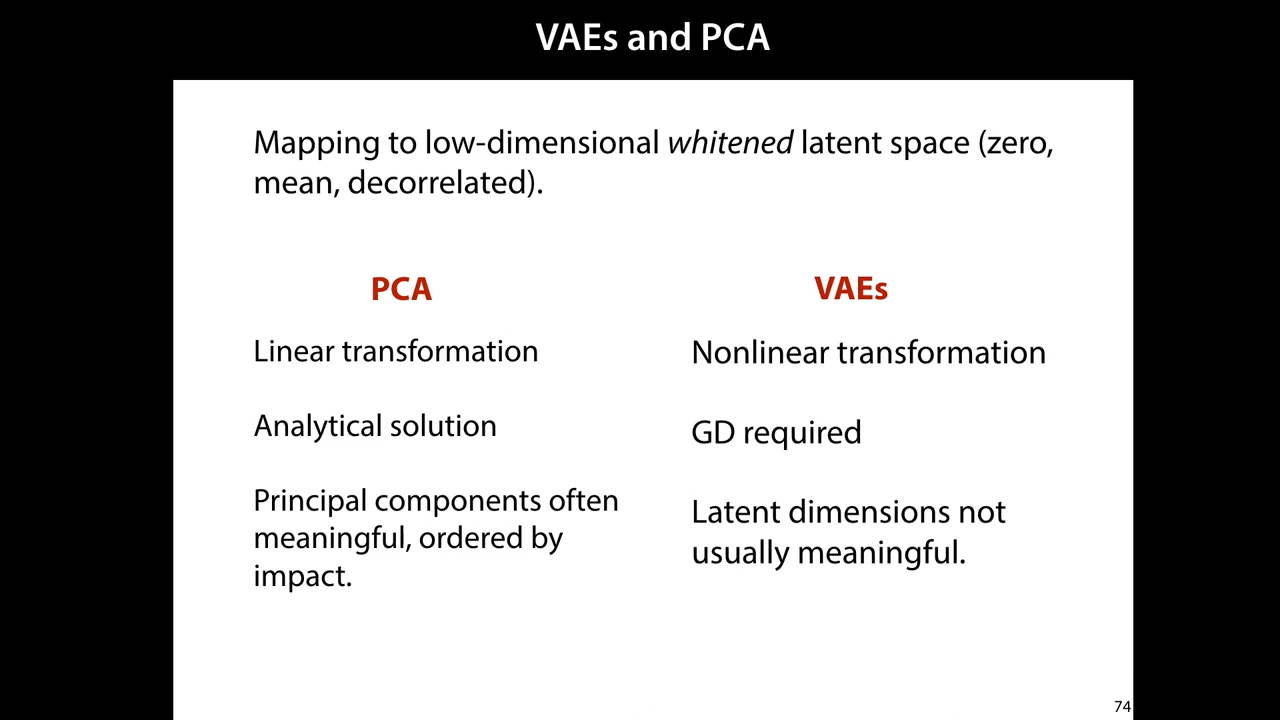 VAEs and PCA
Mapping to low-dimensional whitened latent space (zero,
mean, decorrelated).
PCA
Linear transformation
Analytical solution
Principal components often
meaningful, ordered by
impact.
VAEs
Nonlinear transformation
GD required
Latent dimensions not
usually meaningful.
74